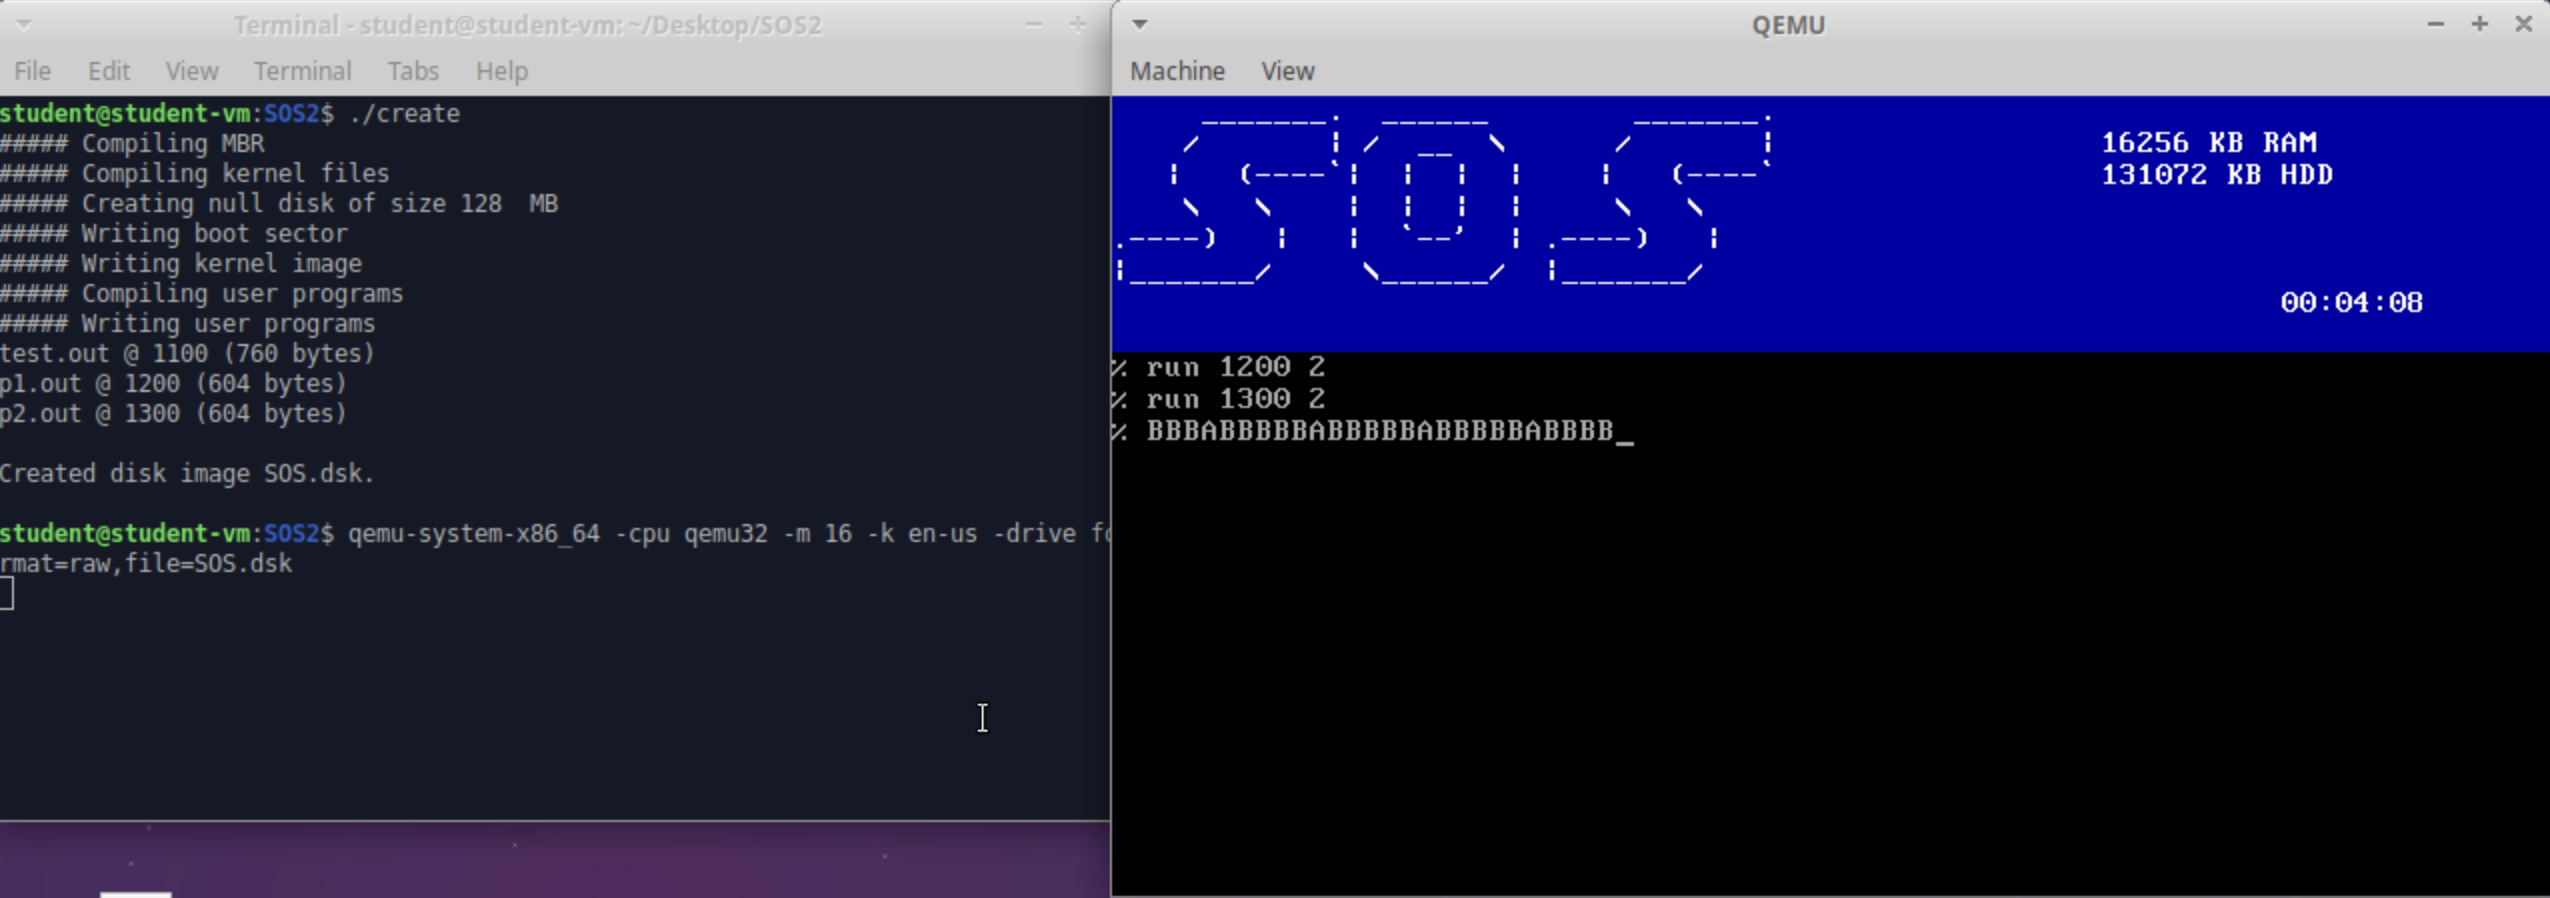 Terminal - student@student-vm: ~/Desktop/SOS2
File Edit View Terminal Tabs Help
student@student-vm:SOS2$ ./create
##### Compiling MBR
##### Compiling kernel files
##### Creating null disk of size 128  MB
##### Writing boot sector
##### Writing kernel image
##### Compiling user programs
##### Writing user programs
test.out @ 1100 (760 bytes)
p1.out @ 1200 (604 bytes)
p2.out @ 1300 (604 bytes)
Created disk image SOS.dsk.
student@student-vm:SOS2$ qemu-system-x86_64 -cpu qemu32 -m 16 -k en-us -drive fo
rmat=raw,file=SOS.dsk
QEMU
Machine View
SOS
16256 KB RAM
131072 KB HDD
00:04:08
% run 1200 2
% run 1300 2
% BBBABBBBBABBBBBABBBBBABBBB_